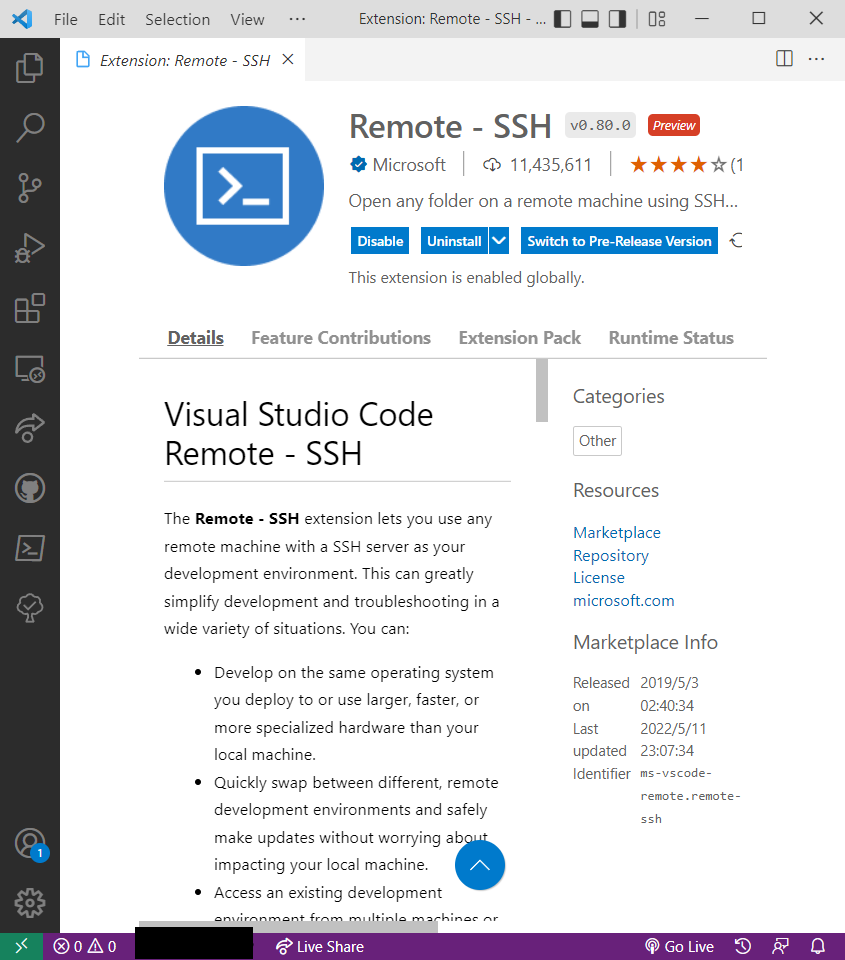 File Edit Selection View ··· Extension: Remote - SSH - ...
Extension: Remote - SSH
Remote - SSH v0.80.0 Preview
Microsoft 11,435,611 (1
Open any folder on a remote machine using SSH...
Disable Uninstall Switch to Pre-Release Version
This extension is enabled globally.
Details Feature Contributions Extension Pack Runtime Status
Visual Studio Code
Remote - SSH
The Remote - SSH extension lets you use any
remote machine with a SSH server as your
development environment. This can greatly
simplify development and troubleshooting in a
wide variety of situations. You can:
• Develop on the same operating system
you deploy to or use larger, faster, or
more specialized hardware than your
local machine.
• Quickly swap between different, remote
development environments and safely
make updates without worrying about
impacting your local machine.
• Access an existing development
environment from multiple machines or
Categories
Other
Resources
Marketplace
Repository
License
microsoft.com
Marketplace Info
Released 2019/5/3
on 02:40:34
Last 2022/5/11
updated 23:07:34
Identifier ms-vscode-
remote.remote-
ssh
1
0 0 Live Share Go Live